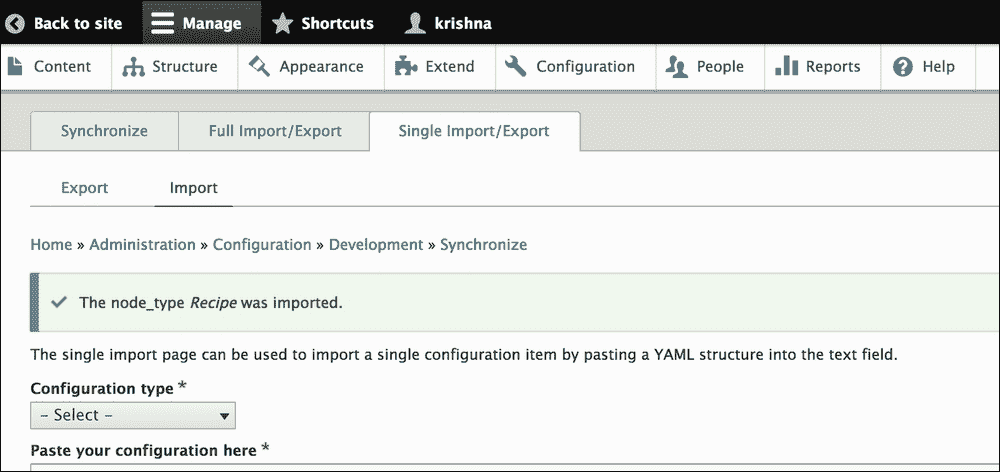 Back to site Manage Shortcuts krishna
Content Structure Appearance Extend Configuration People Reports Help
Synchronize Full Import/Export Single Import/Export
Export Import
Home » Administration » Configuration » Development » Synchronize
The node_type Recipe was imported.
The single import page can be used to import a single configuration item by pasting a YAML structure into the text field.
Configuration type *
- Select -
Paste your configuration here *